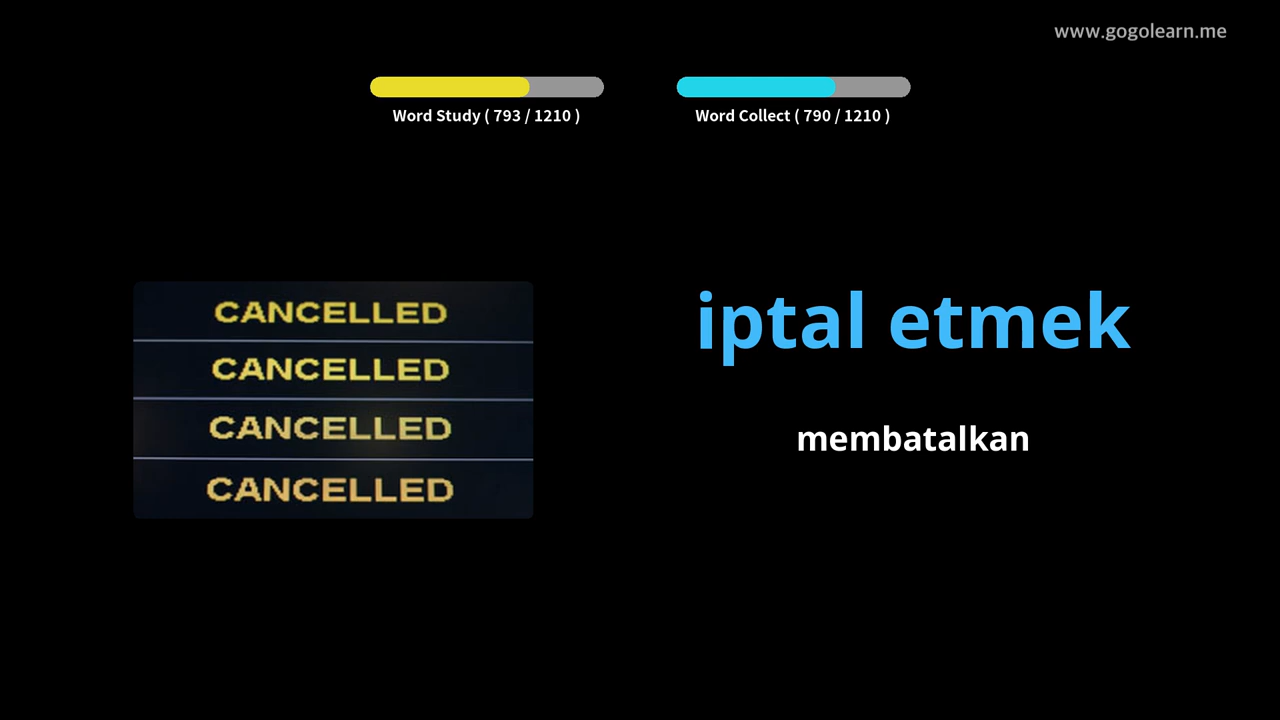 www.gogolearn.me
Word Study ( 793 / 1210 )
Word Collect ( 790 / 1210 )
CANCELLED
CANCELLED
CANCELLED
CANCELLED
iptal etmek
membatalkan